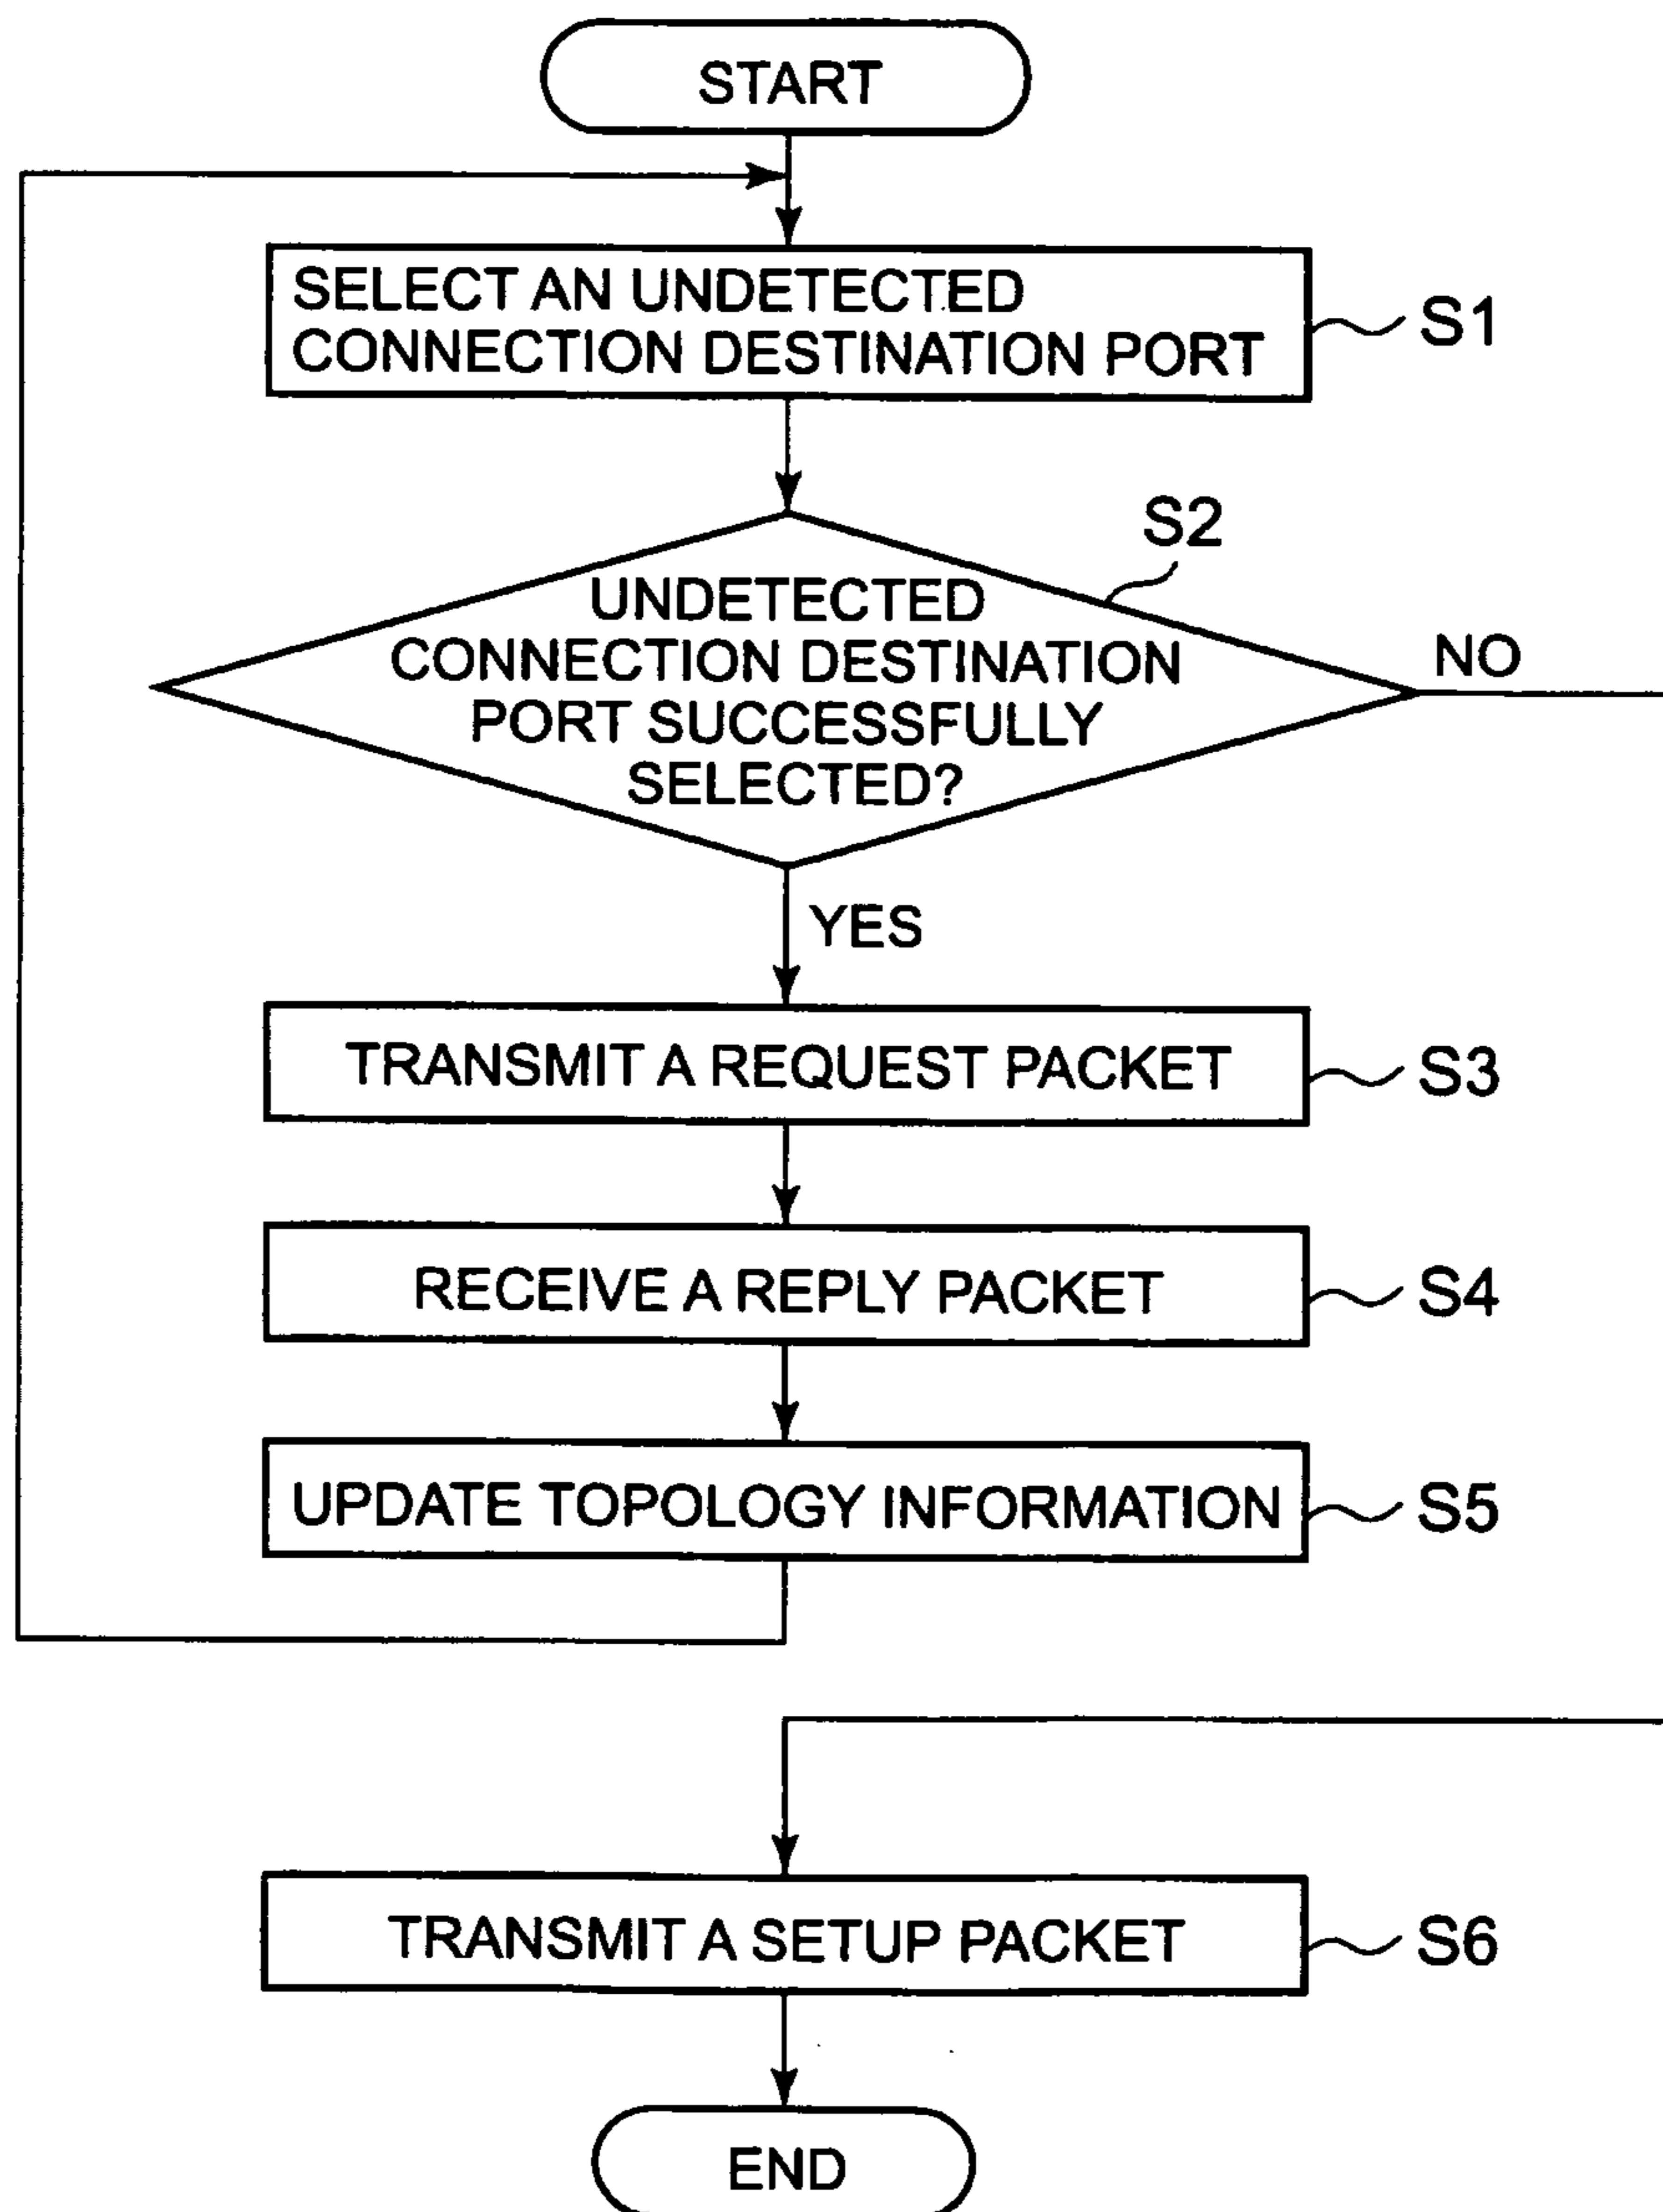 START
SELECT AN UNDETECTED
CONNECTION DESTINATION PORT
S1
S2
UNDETECTED
CONNECTION DESTINATION
PORT SUCCESSFULLY
SELECTED?
NO
YES
TRANSMIT A REQUEST PACKET
S3
RECEIVE A REPLY PACKET
S4
UPDATE TOPOLOGY INFORMATION
S5
TRANSMIT A SETUP PACKET
S6
END